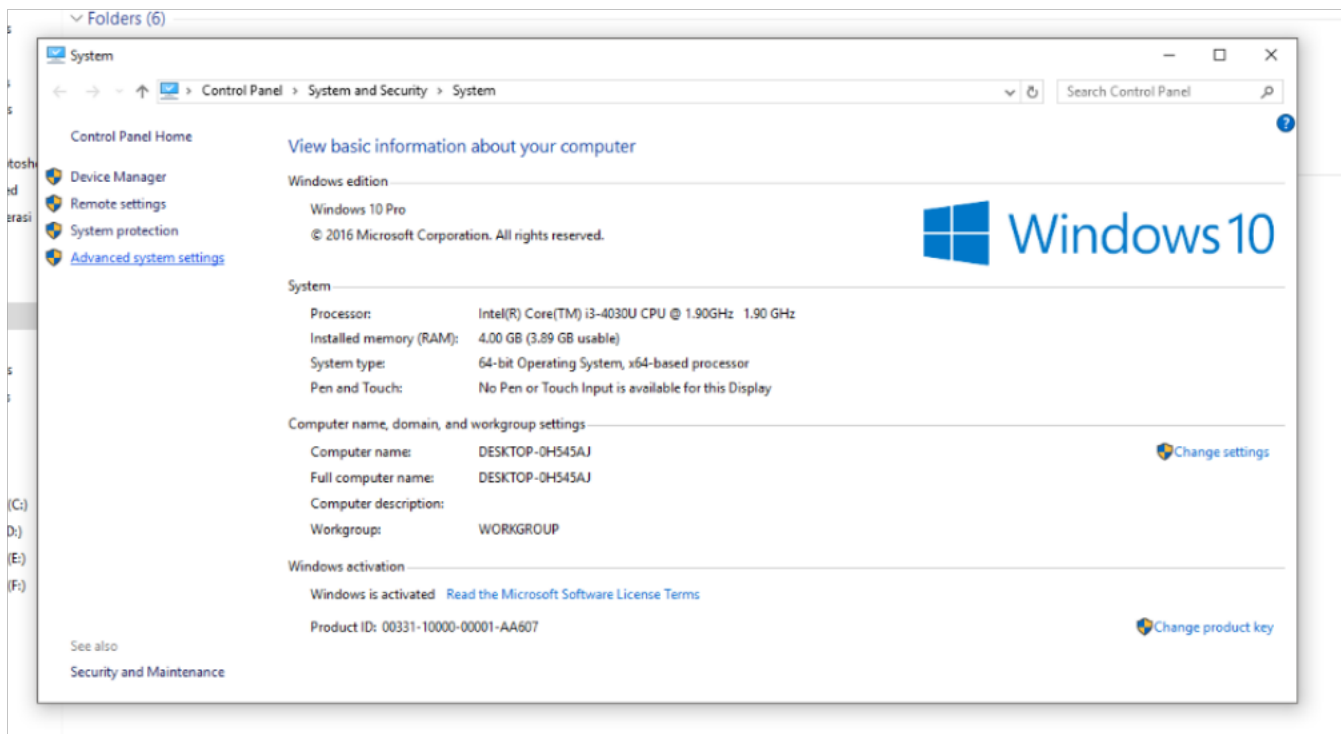 Folders (6)
System
Control Panel > System and Security > System
Search Control Panel
Control Panel Home
Device Manager
Remote settings
System protection
Advanced system settings
View basic information about your computer
Windows edition
Windows 10 Pro
© 2016 Microsoft Corporation. All rights reserved.
Windows 10
System
Processor: Intel(R) Core(TM) i3-4030U CPU @ 1.90GHz 1.90 GHz
Installed memory (RAM): 4.00 GB (3.89 GB usable)
System type: 64-bit Operating System, x64-based processor
Pen and Touch: No Pen or Touch Input is available for this Display
Computer name, domain, and workgroup settings
Computer name: DESKTOP-0H545AJ
Change settings
Full computer name: DESKTOP-0H545AJ
Computer description:
Workgroup: WORKGROUP
Windows activation
Windows is activated Read the Microsoft Software License Terms
Product ID: 00331-10000-00001-AA607
Change product key
See also
Security and Maintenance
(C:)
(E:)
(F:)